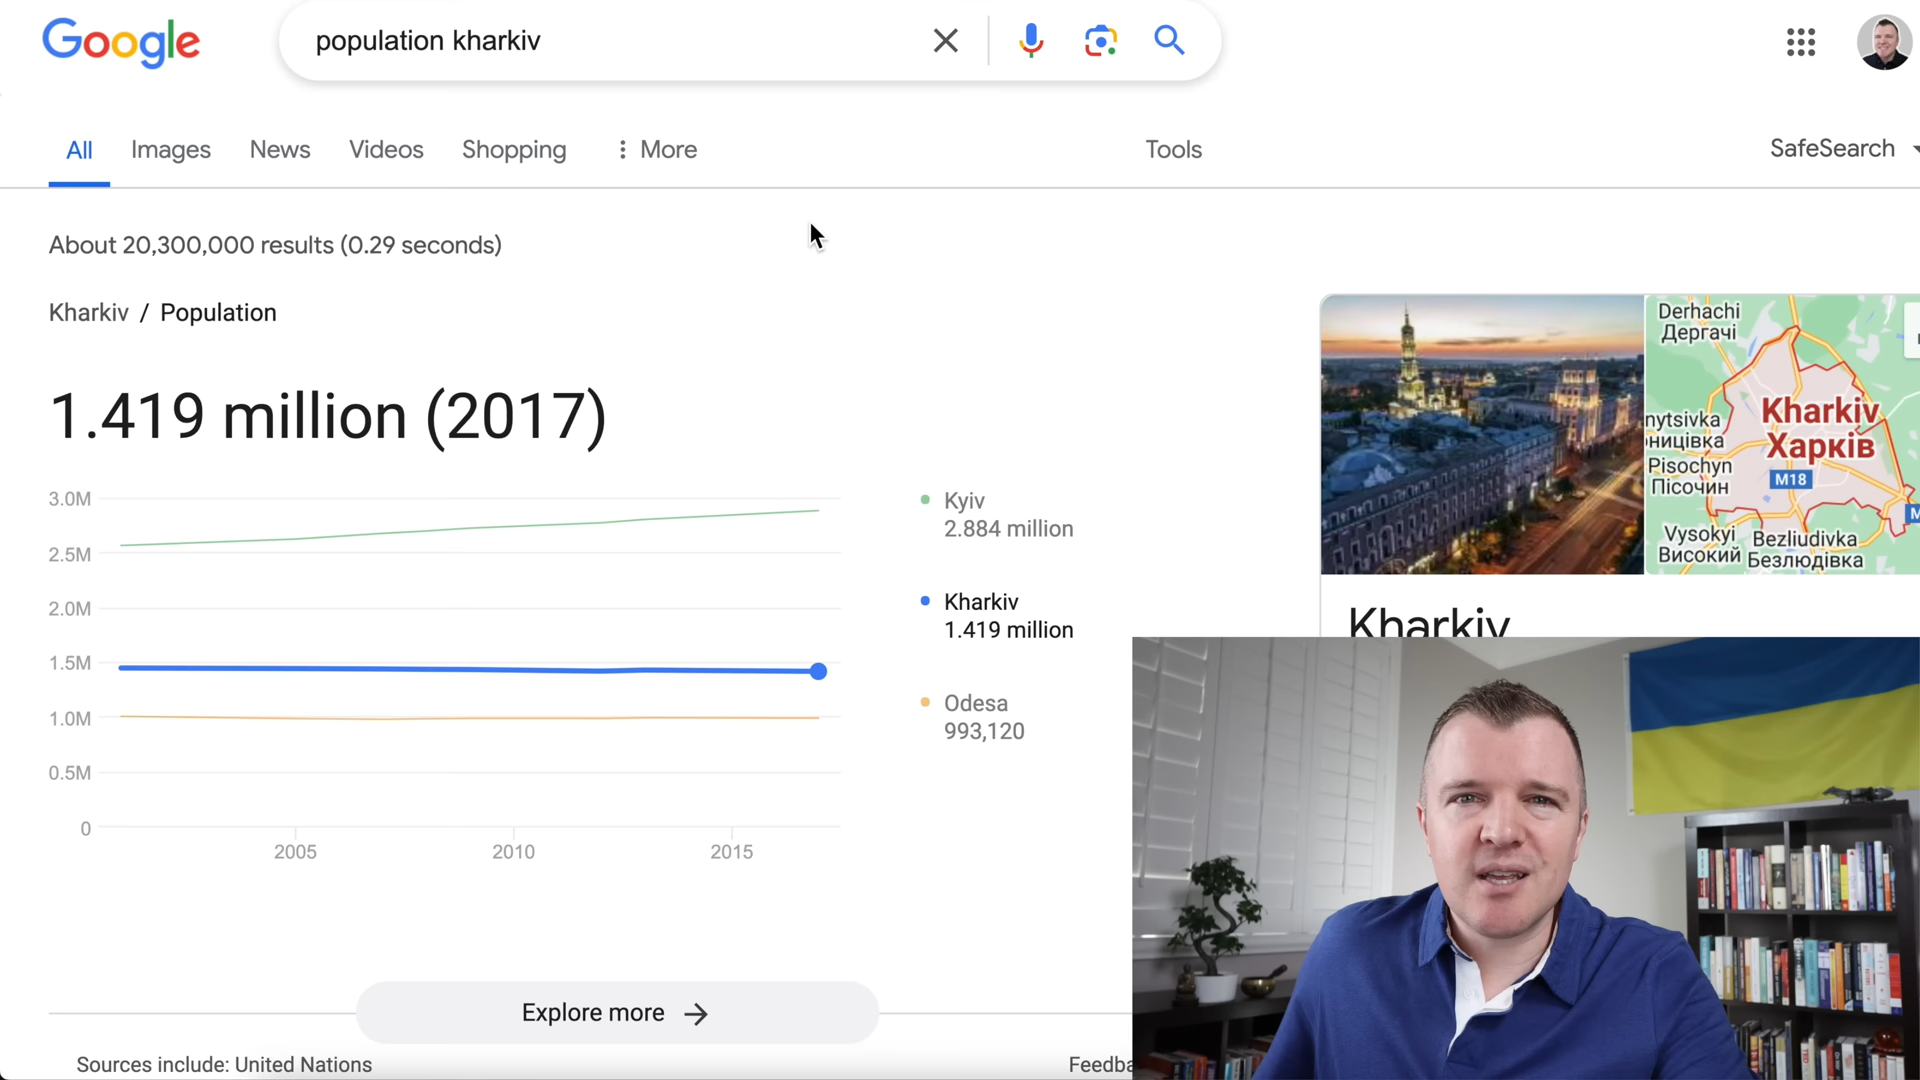 Google
population kharkiv
All
Images
News
Videos
Shopping
More
Tools
SafeSearch
About 20,300,000 results (0.29 seconds)
Kharkiv / Population
1.419 million (2017)
3.0M
2.5M
2.0M
1.5M
1.0M
0.5M
0
2005
2010
2015
Kyiv
2.884 million
Kharkiv
1.419 million
Odesa
993,120
Derhachi
Дергачі
Kharkiv
Харків
nytsivka
ницівка
Pisochyn
Пісочин
M18
Vysokyi
Високий
Bezliudivka
Безлюдівка
Kharkiv
Explore more
Sources include: United Nations
Feedba